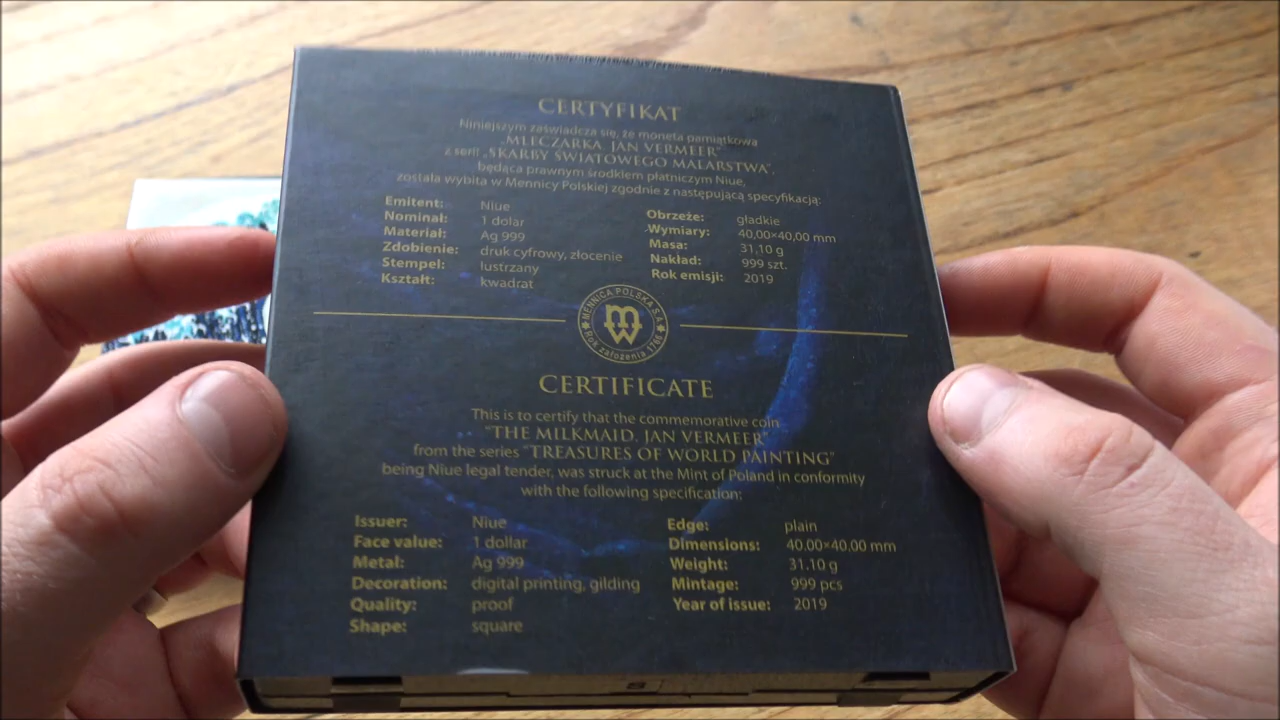 CERTYFIKAT
Niniejszym zaświadcza się, że moneta pamiątkowa
„MLECZARKA. JAN VERMEER”
z serii „SKARBY ŚWIATOWEGO MALARSTWA”,
będąca prawnym środkiem płatniczym Niue,
została wybita w Mennicy Polskiej zgodnie z następującą specyfikacją:
Emitent: Niue
Nominał: 1 dolar
Materiał: Ag 999
Zdobienie: druk cyfrowy, złocenie
Stempel: lustrzany
Kształt: kwadrat
Obrzeże: gładkie
Wymiary: 40,00×40,00 mm
Masa: 31,10 g
Nakład: 999 szt.
Rok emisji: 2019
MENNICA POLSKA S.A.
MW
Rok założenia 1766
CERTIFICATE
This is to certify that the commemorative coin
"THE MILKMAID. JAN VERMEER"
from the series "TREASURES OF WORLD PAINTING"
being Niue legal tender, was struck at the Mint of Poland in conformity
with the following specification:
Issuer: Niue
Face value: 1 dollar
Metal: Ag 999
Decoration: digital printing, gilding
Quality: proof
Shape: square
Edge: plain
Dimensions: 40.00×40.00 mm
Weight: 31.10 g
Mintage: 999 pcs
Year of issue: 2019